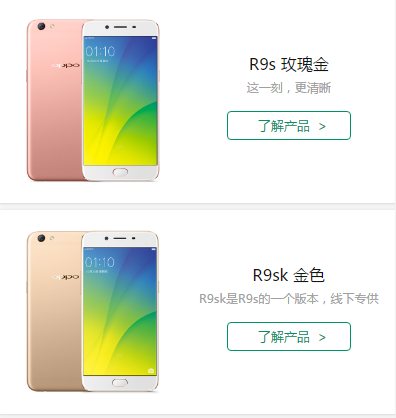 oppo
01:10
R9s 玫瑰金
这一刻，更清晰
了解产品 >
oppo
01:10
R9sk 金色
R9sk是R9s的一个版本，线下专供
了解产品 >